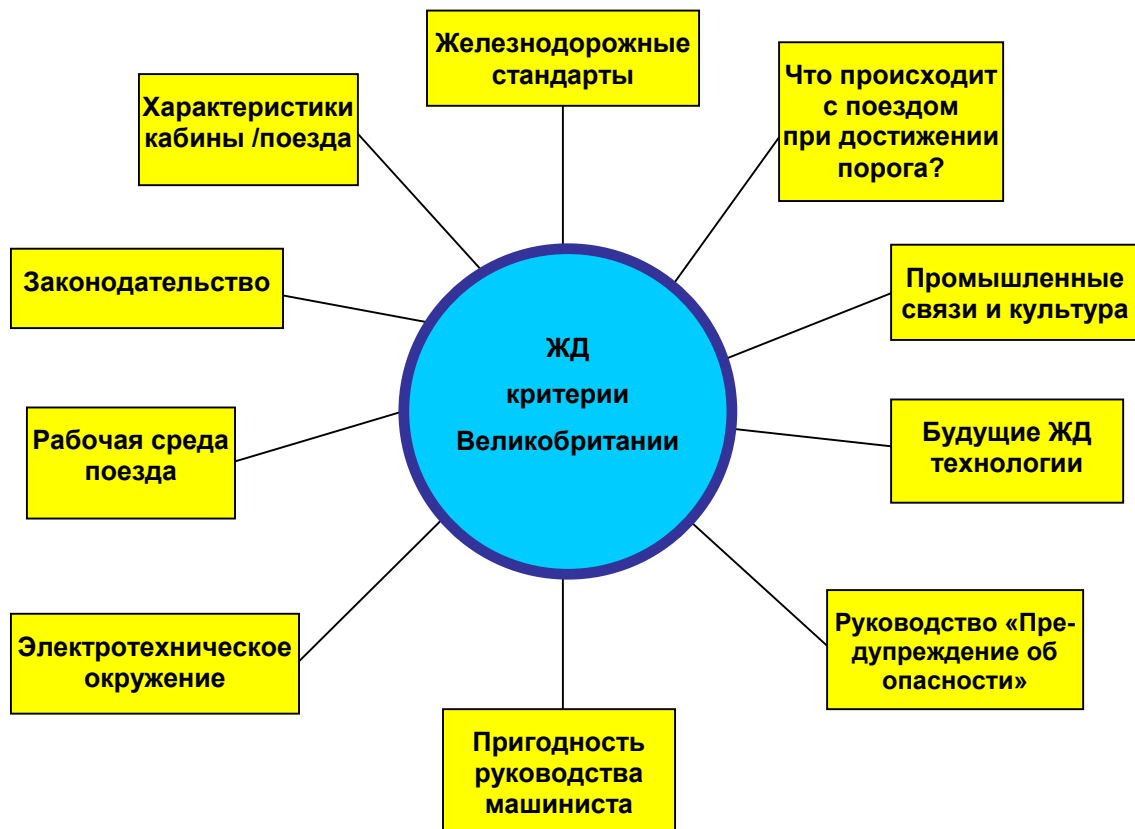 Железнодорожные
стандарты
Что происходит
с поездом
при достижении
порога?
Характеристики
кабины /поезда
Законодательство
Промышленные
связи и культура
ЖД
критерии
Великобритании
Рабочая среда
поезда
Будущие ЖД
технологии
Электротехническое
окружение
Руководство «Пре-
дупреждение об
опасности»
Пригодность
руководства
машиниста